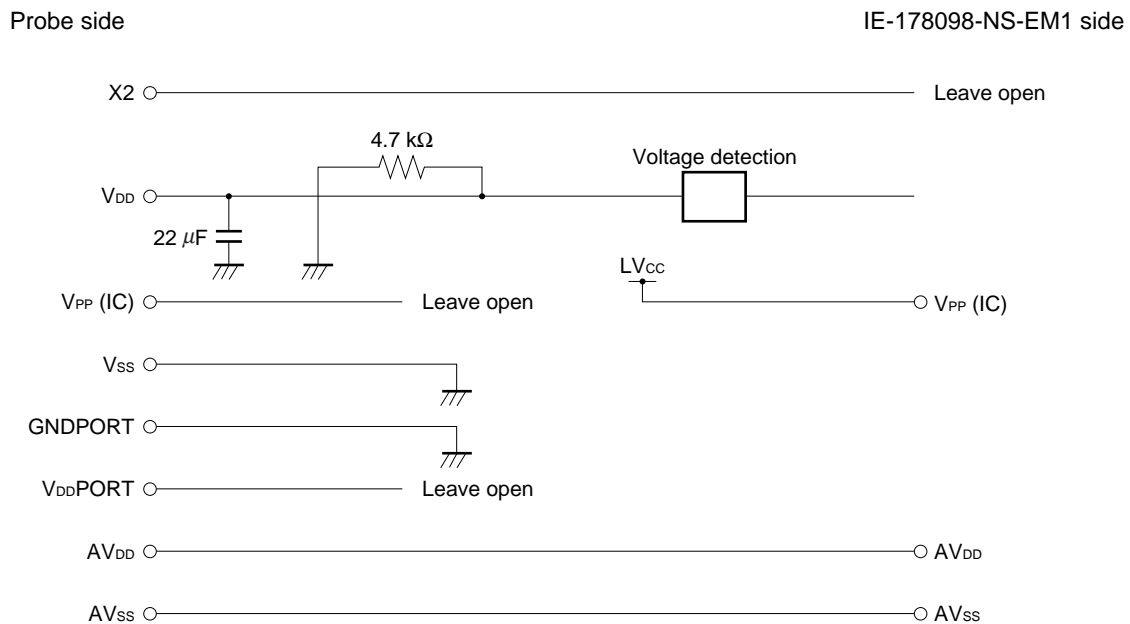 Probe side
IE-178098-NS-EM1 side
X2
Leave open
4.7 kΩ
Voltage detection
VDD
22 μF
LVCC
VPP (IC)
Leave open
VPP (IC)
VSS
GNDPORT
VDDPORT
Leave open
AVDD
AVDD
AVSS
AVSS